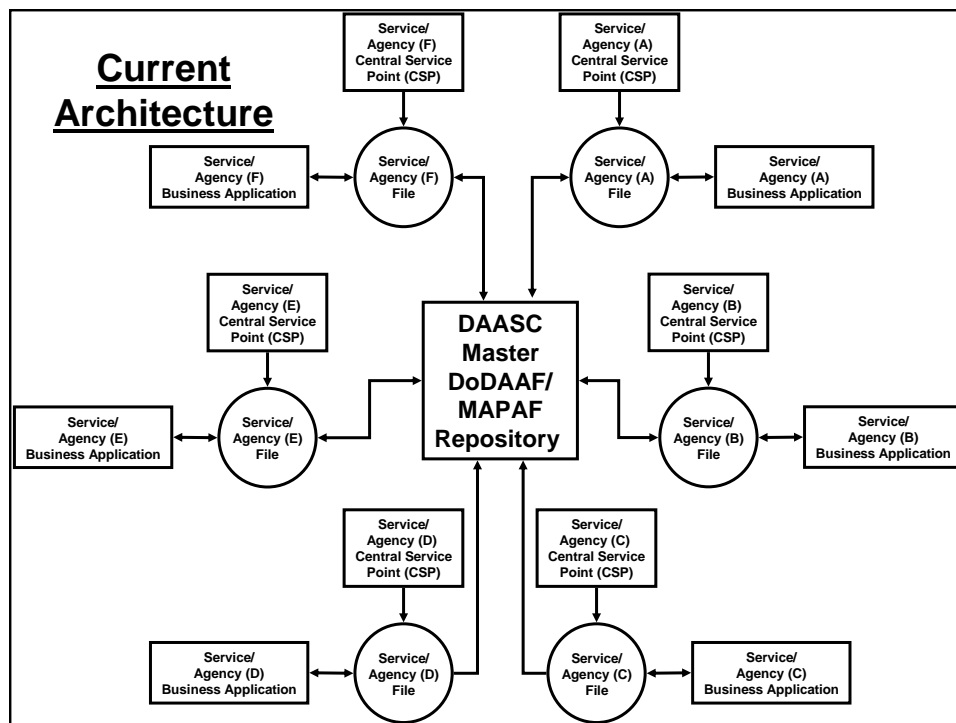 Current
Architecture
Service/
Agency (F)
Central Service
Point (CSP)
Service/
Agency (A)
Central Service
Point (CSP)
Service/
Agency (F)
Business Application
Service/
Agency (F)
File
Service/
Agency (A)
File
Service/
Agency (A)
Business Application
Service/
Agency (E)
Central Service
Point (CSP)
DAASC
Master
DoDAAF/
MAPAF
Repository
Service/
Agency (B)
Central Service
Point (CSP)
Service/
Agency (E)
Business Application
Service/
Agency (E)
File
Service/
Agency (B)
File
Service/
Agency (B)
Business Application
Service/
Agency (D)
Central Service
Point (CSP)
Service/
Agency (C)
Central Service
Point (CSP)
Service/
Agency (D)
Business Application
Service/
Agency (D)
File
Service/
Agency (C)
File
Service/
Agency (C)
Business Application